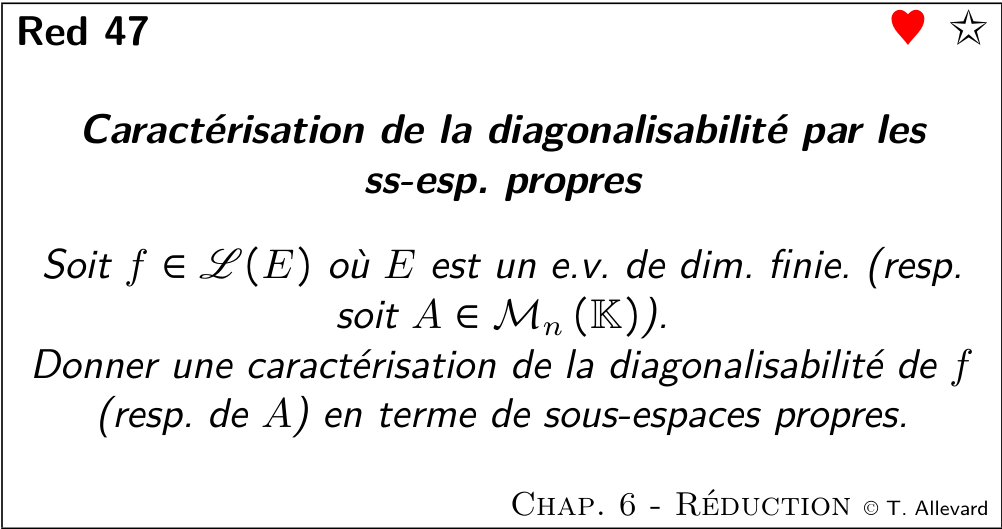 Red 47
Caractérisation de la diagonalisabilité par les
ss-esp. propres
Soit f ∈ ℒ(E) où E est un e.v. de dim. finie. (resp.
soit A ∈ ℳₙ (𝕂)).
Donner une caractérisation de la diagonalisabilité de f
(resp. de A) en terme de sous-espaces propres.
Chap. 6 - Réduction © T. Allevard